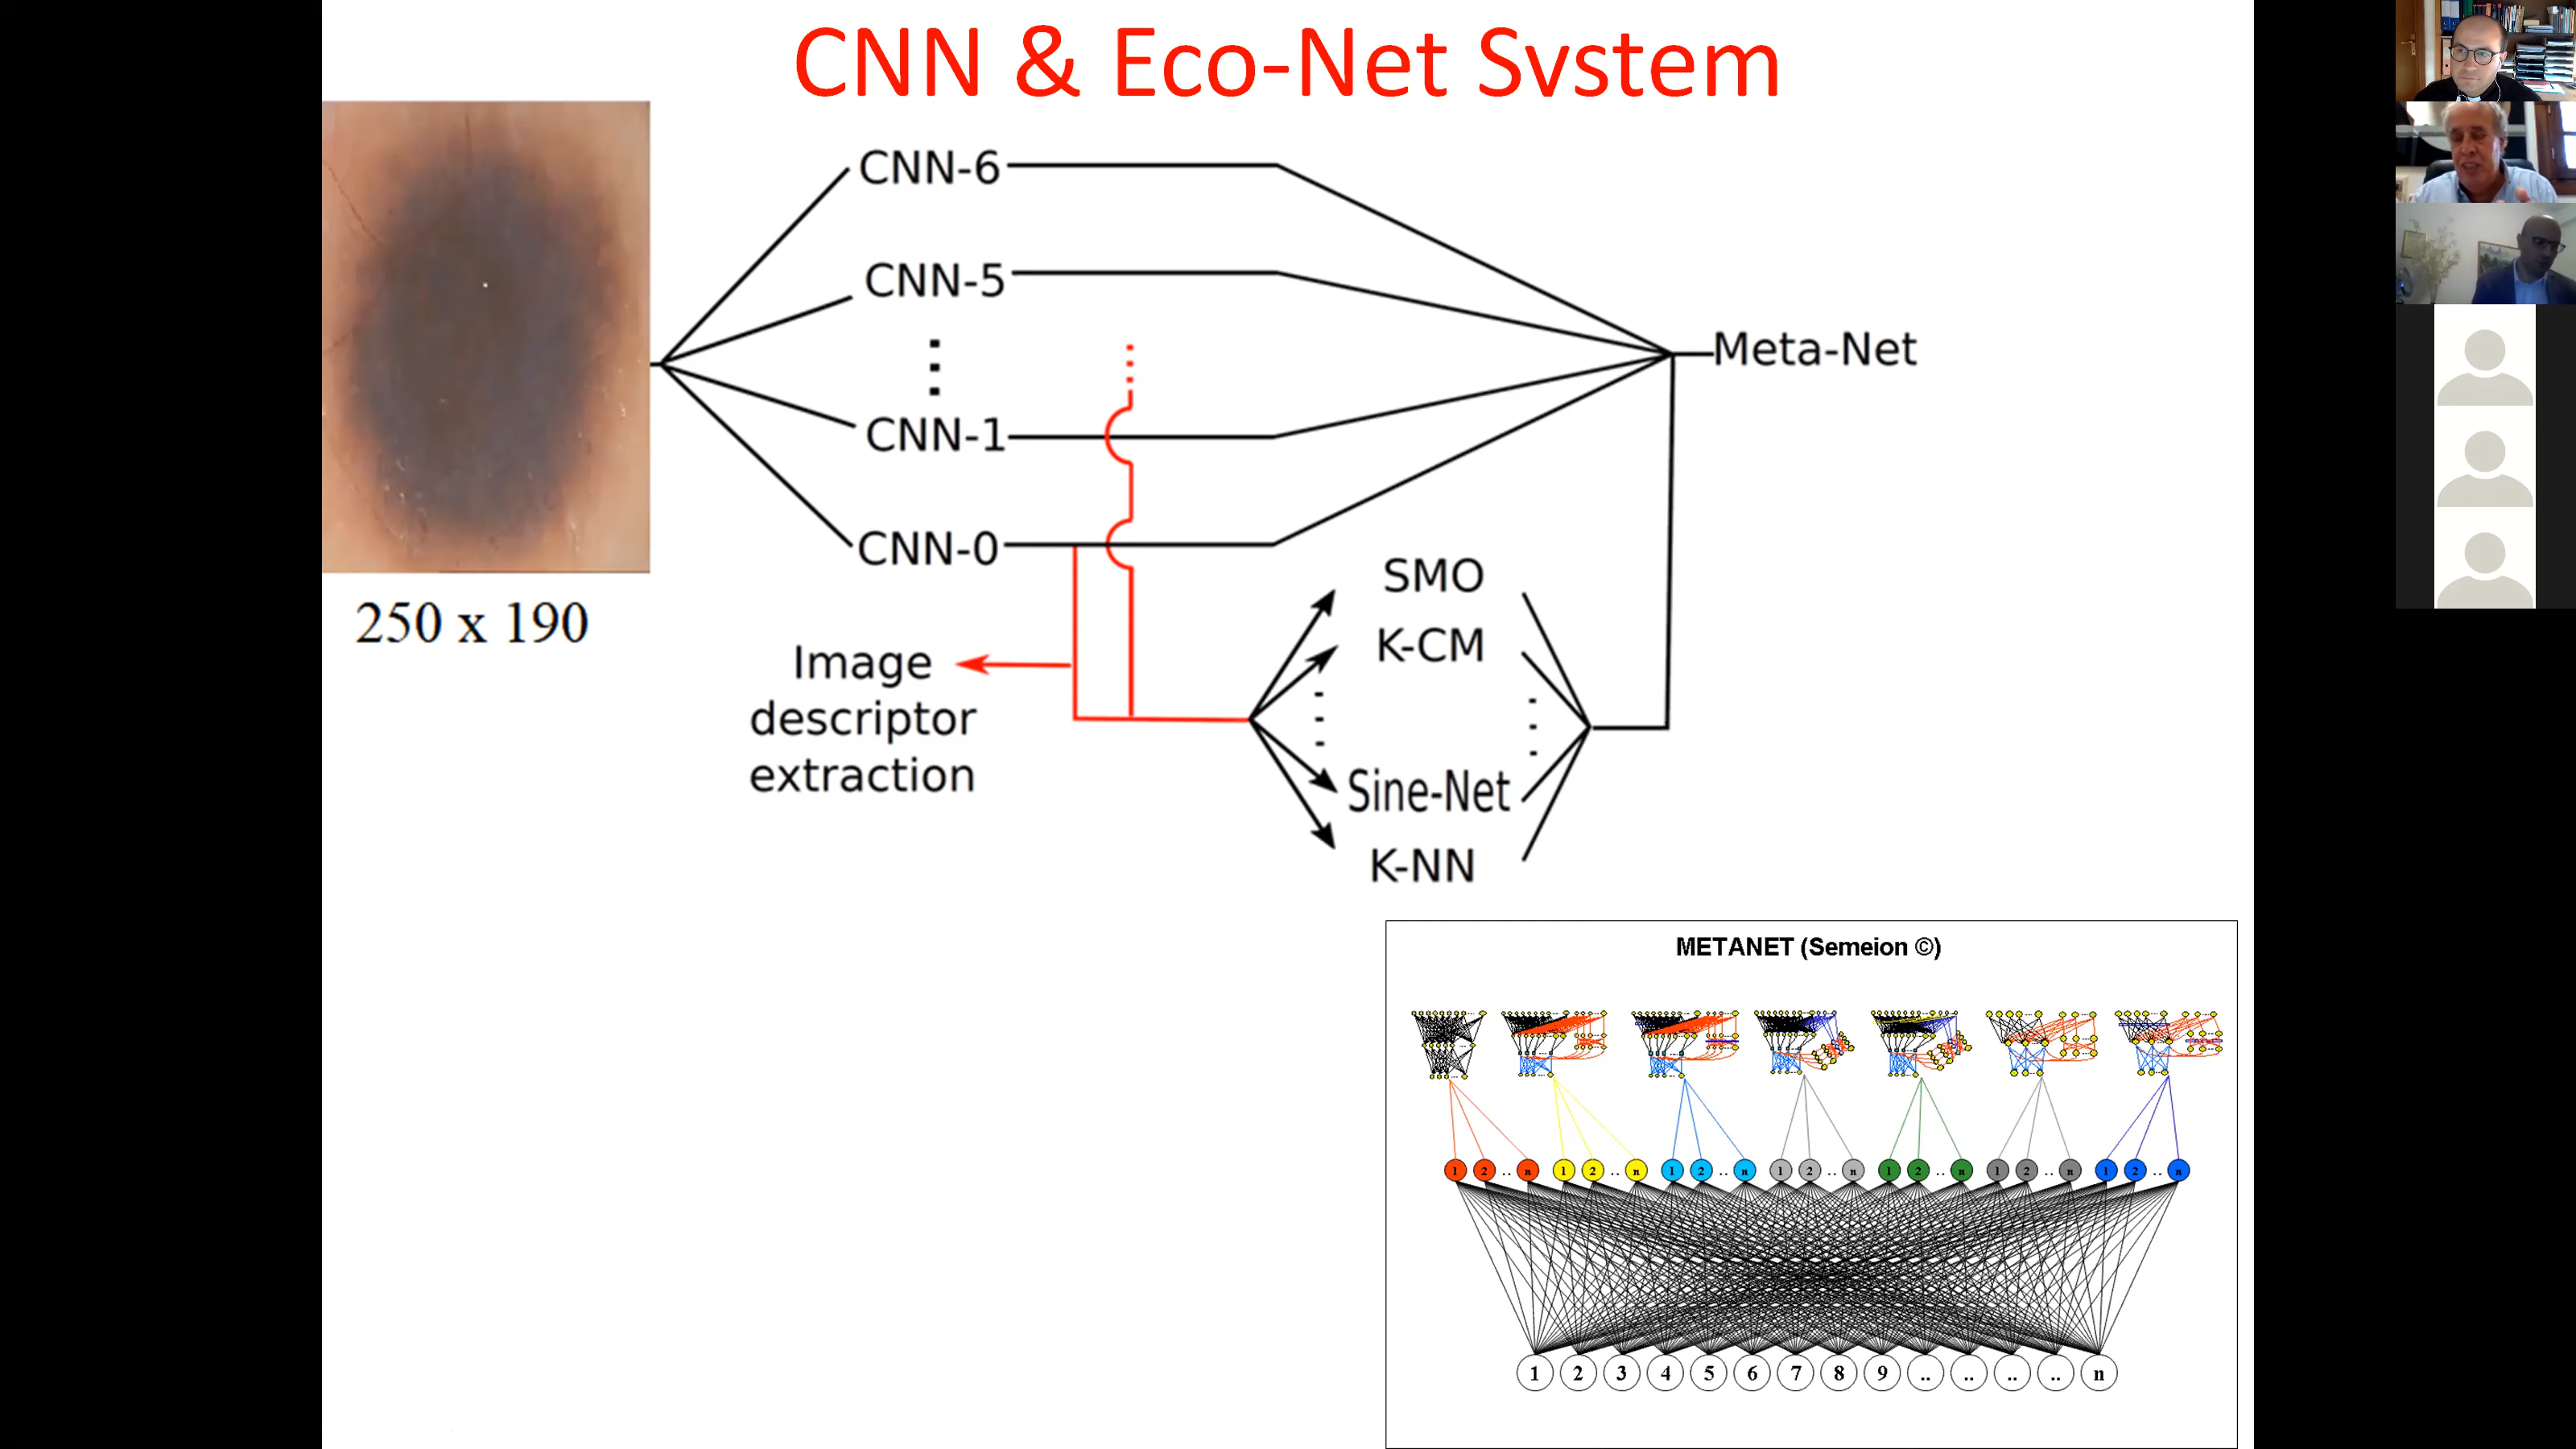 CNN & Eco-Net System
CNN-6
CNN-5
CNN-1
CNN-0
Meta-Net
250 x 190
Image
descriptor
extraction
SMO
K-CM
Sine-Net
K-NN
METANET (Semeion ©)
1 2 .. n 1 2 .. n 1 2 .. n 1 2 .. n 1 2 .. n 1 2 .. n 1 2 .. n
1 2 3 4 5 6 7 8 9 .. .. .. .. n